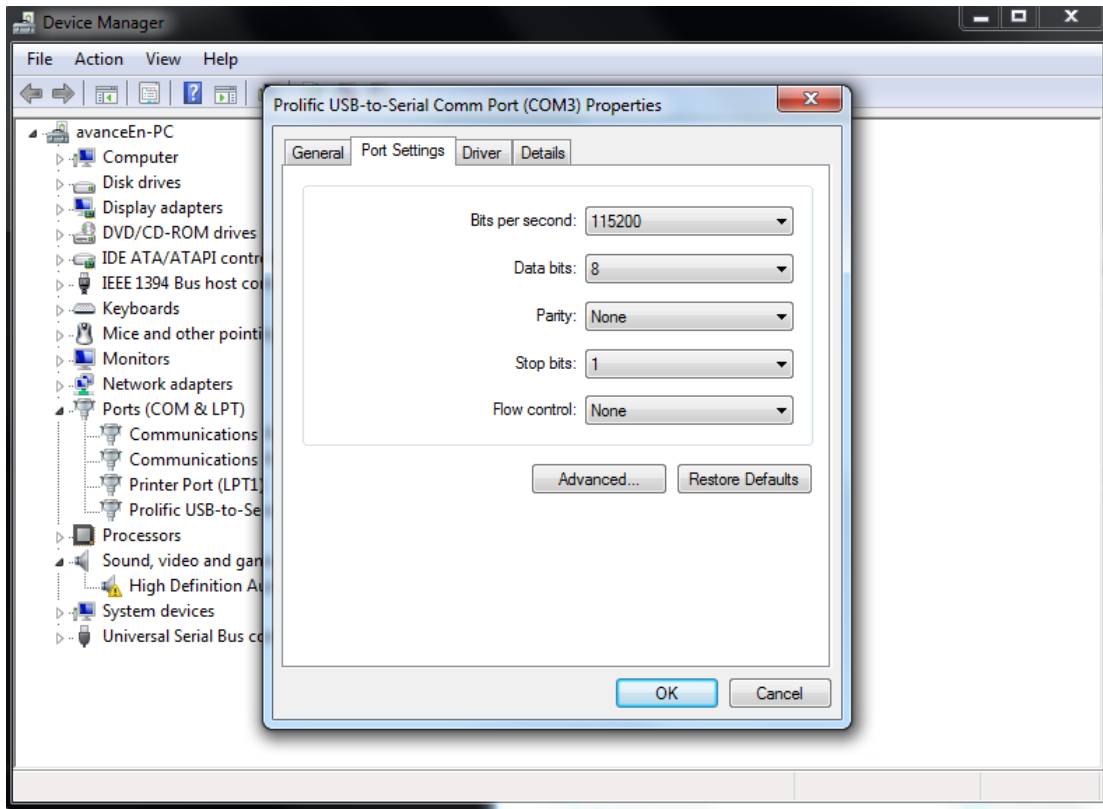 Device Manager
File Action View Help
Prolific USB-to-Serial Comm Port (COM3) Properties
General Port Settings Driver Details
Bits per second: 115200
Data bits: 8
Parity: None
Stop bits: 1
Flow control: None
Advanced... Restore Defaults
OK Cancel
avanceEn-PC
Computer
Disk drives
Display adapters
DVD/CD-ROM drives
IDE ATA/ATAPI contr
IEEE 1394 Bus host co
Keyboards
Mice and other pointi
Monitors
Network adapters
Ports (COM & LPT)
Communications
Communications
Printer Port (LPT1)
Prolific USB-to-Se
Processors
Sound, video and gan
High Definition Au
System devices
Universal Serial Bus co